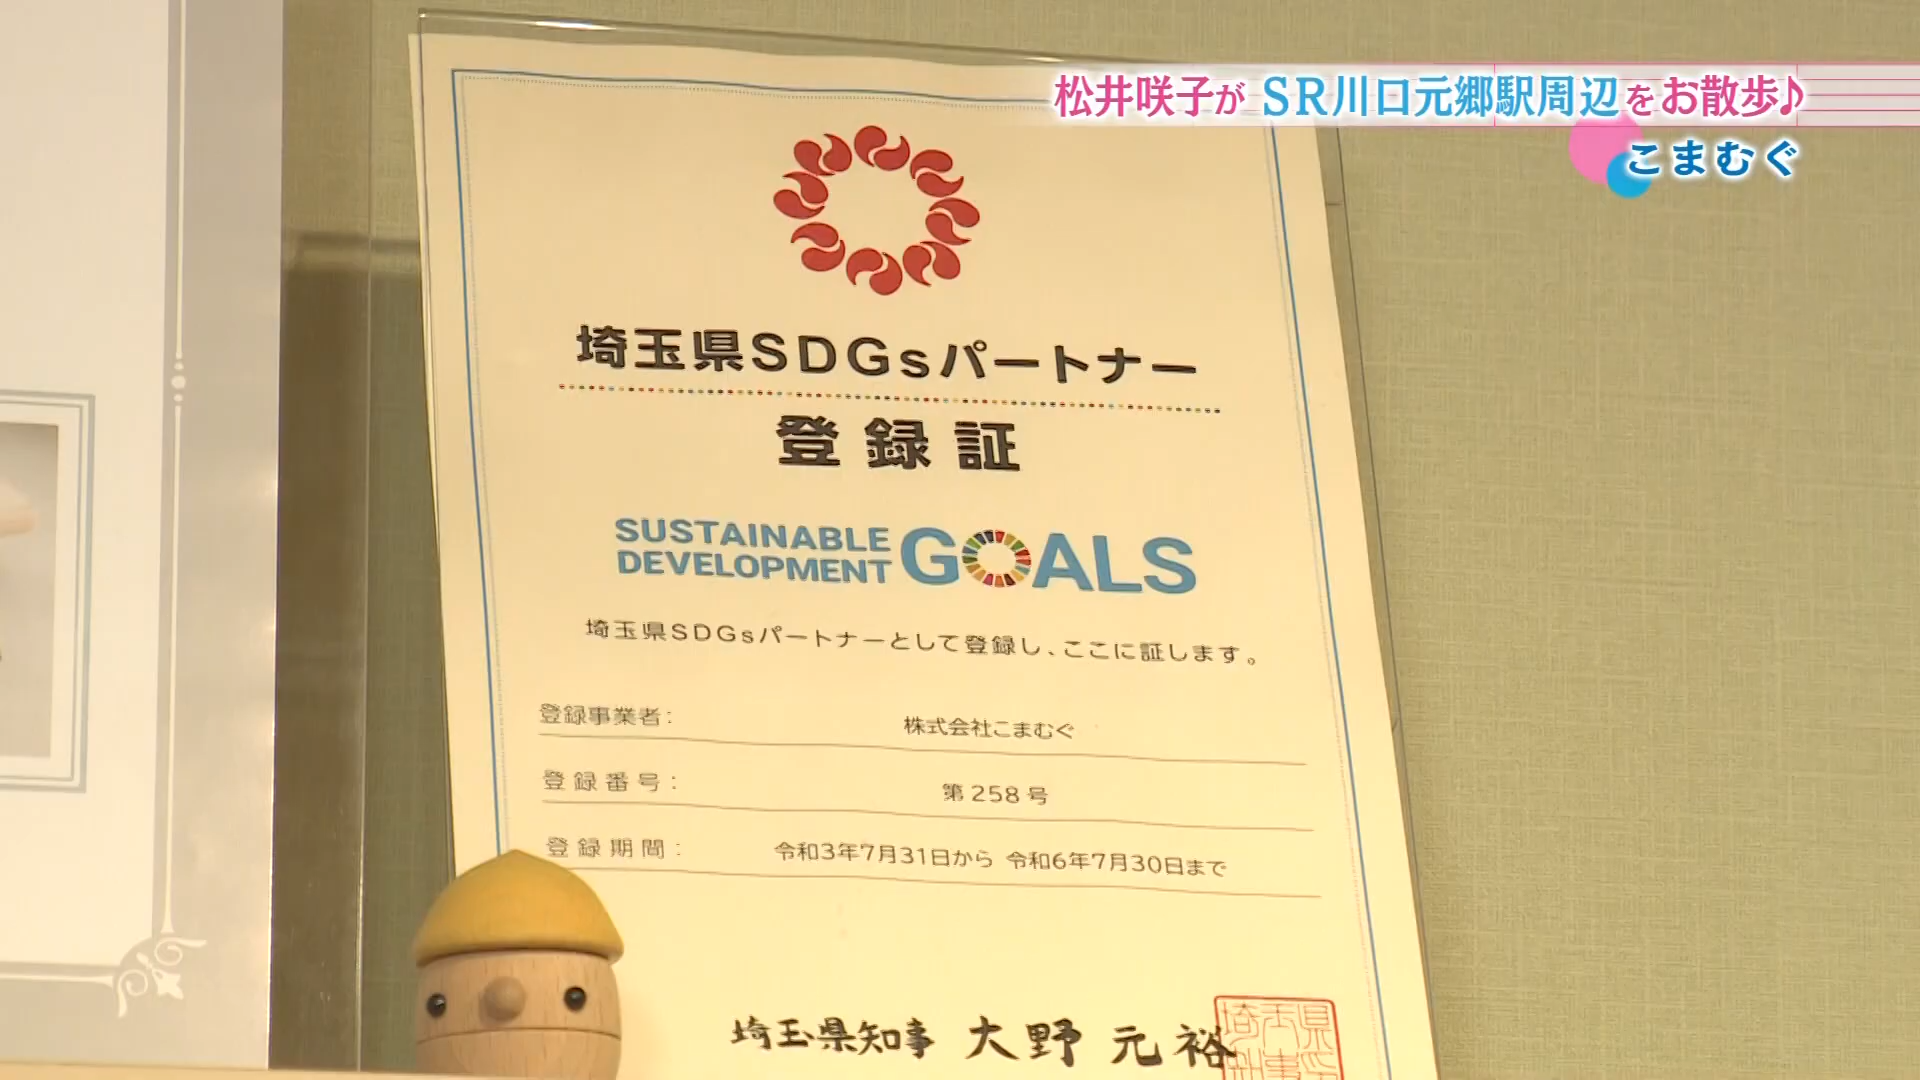 松井咲子が SR川口元郷駅周辺をお散歩♪
こまむぐ
埼玉県SDGsパートナー
登録証
SUSTAINABLE
DEVELOPMENT
GOALS
埼玉県SDGsパートナーとして登録し、ここに証します。
登録事業者： 株式会社こまむぐ
登録番号： 第258号
登録期間： 令和3年7月31日から 令和6年7月30日まで
埼玉県知事 大野元裕